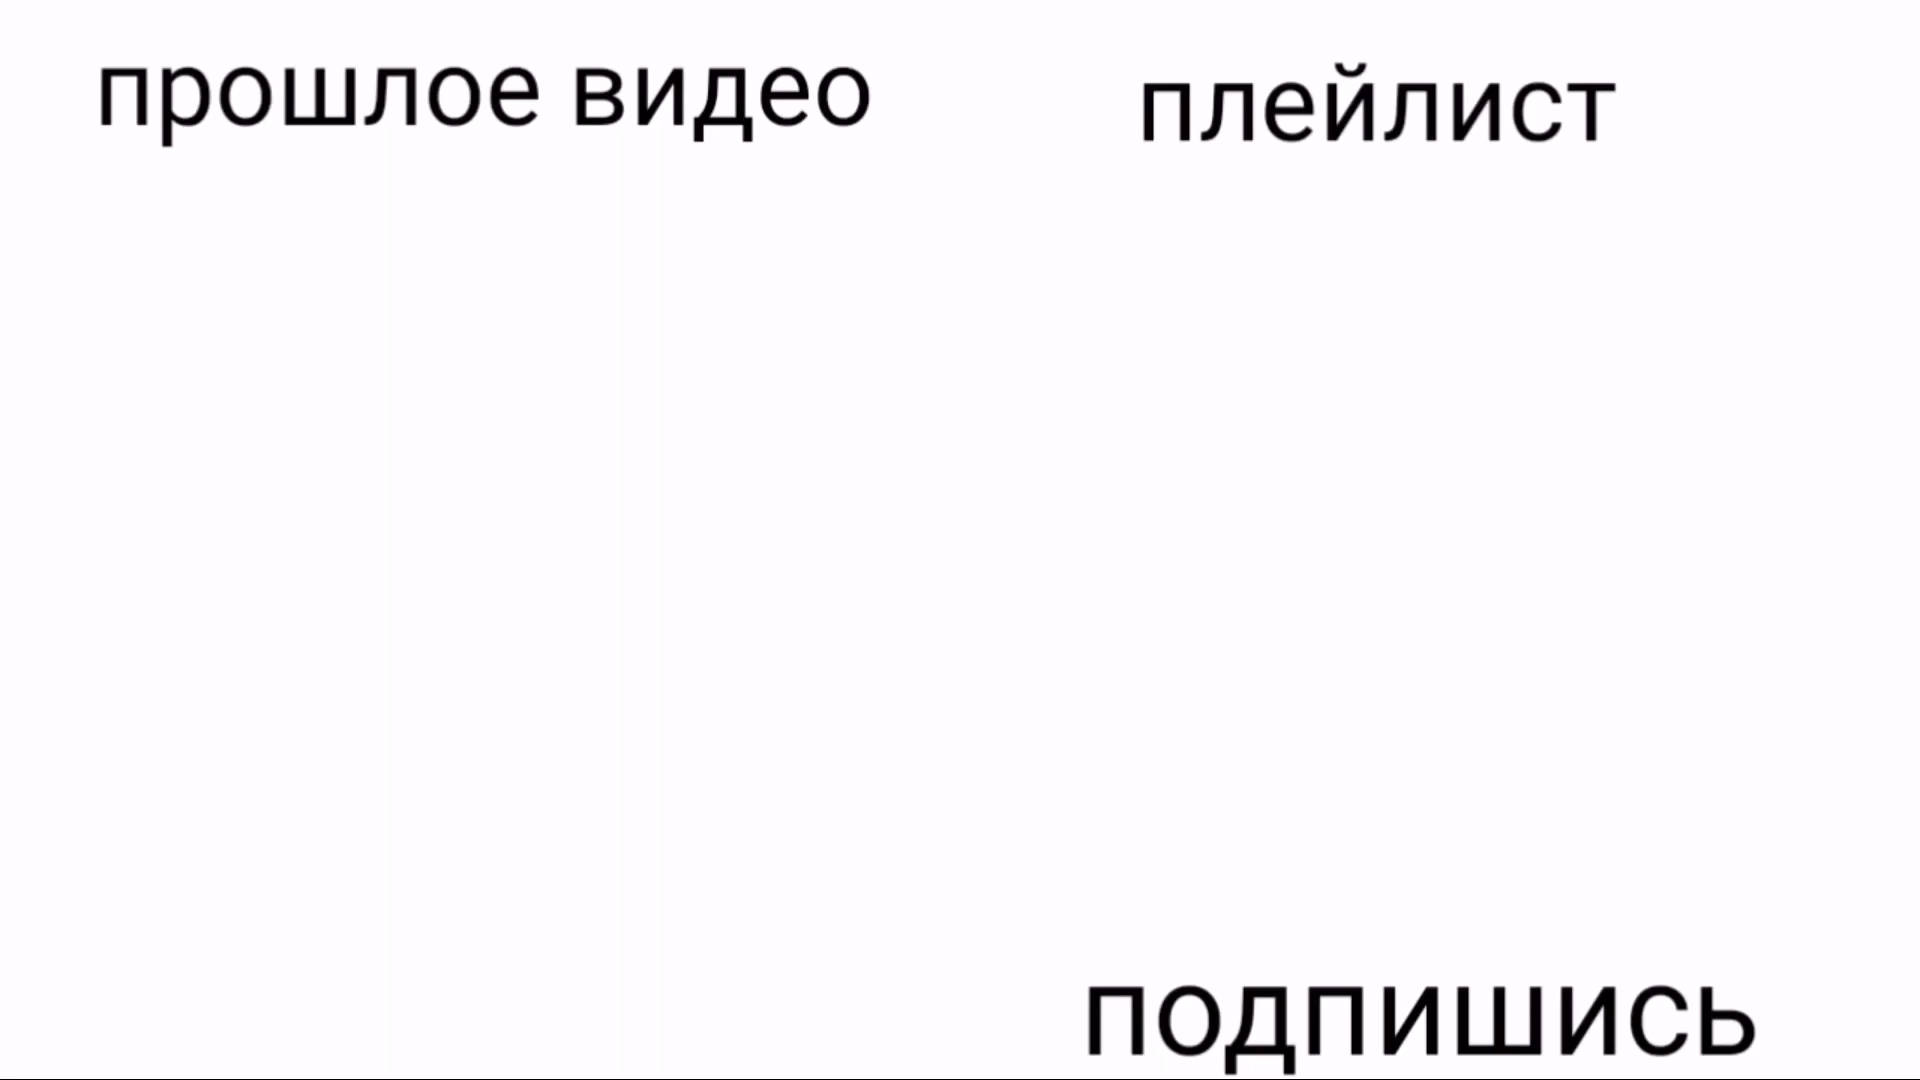 прошлое видео
плейлист
подпишись